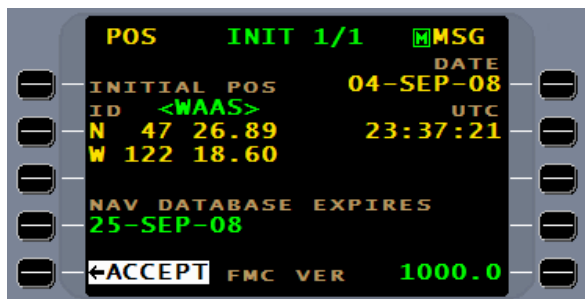 POS INIT 1/1 M MSG
DATE
INITIAL POS 04-SEP-08
ID <WAAS> UTC
N 47 26.89 23:37:21
W 122 18.60
NAV DATABASE EXPIRES
25-SEP-08
←ACCEPT FMC VER 1000.0